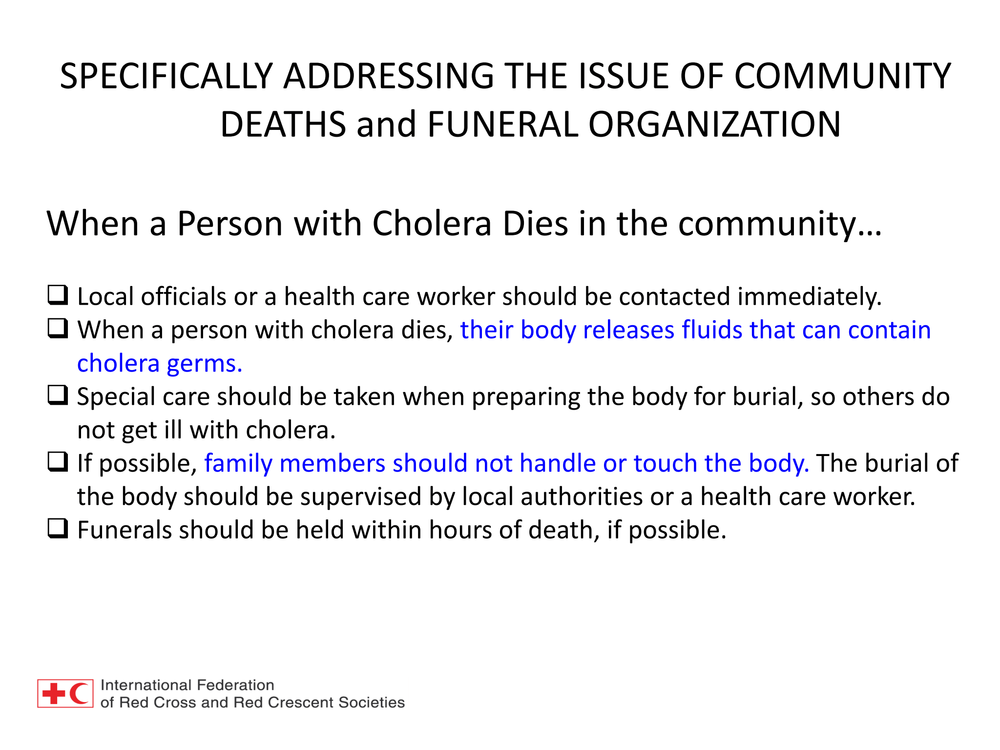 SPECIFICALLY ADDRESSING THE ISSUE OF COMMUNITY
DEATHS and FUNERAL ORGANIZATION
When a Person with Cholera Dies in the community…
❑ Local officials or a health care worker should be contacted immediately.
❑ When a person with cholera dies, their body releases fluids that can contain
cholera germs.
❑ Special care should be taken when preparing the body for burial, so others do
not get ill with cholera.
❑ If possible, family members should not handle or touch the body. The burial of
the body should be supervised by local authorities or a health care worker.
❑ Funerals should be held within hours of death, if possible.
International Federation
of Red Cross and Red Crescent Societies